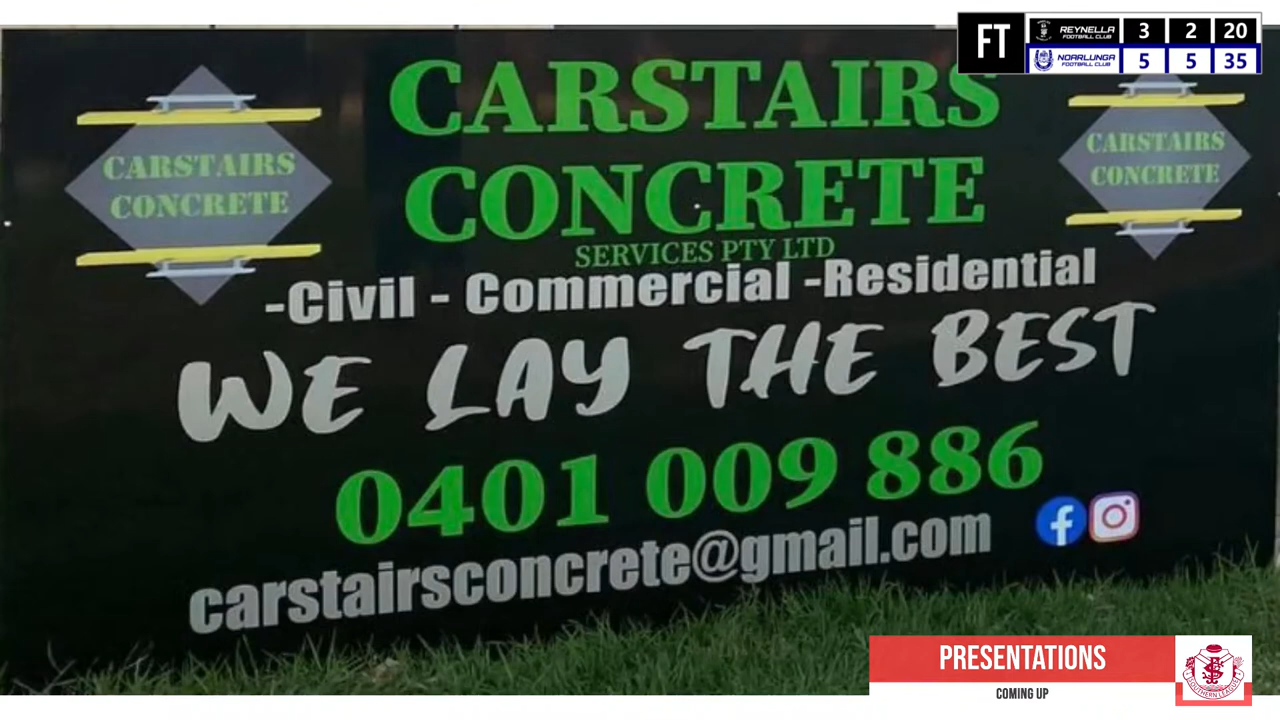 FT
REYNELLA
FOOTBALL CLUB
3 2 20
NOARLUNGA
FOOTBALL CLUB
5 5 35
CARSTAIRS
CONCRETE
SERVICES PTY LTD
CARSTAIRS
CONCRETE
CARSTAIRS
CONCRETE
-Civil - Commercial -Residential
WE LAY THE BEST
0401 009 886
carstairsconcrete@gmail.com
PRESENTATIONS
COMING UP
SOUTHERN LEAGUE